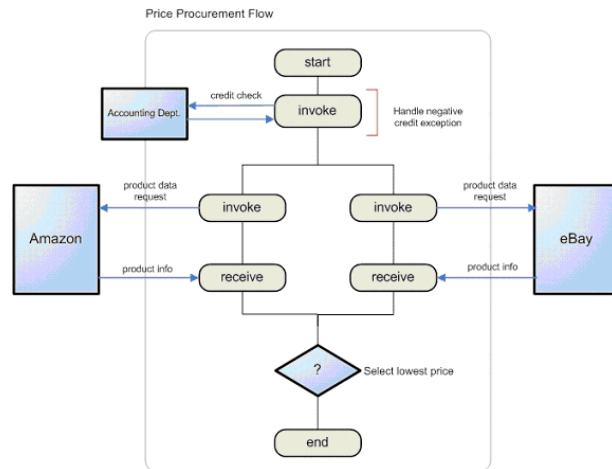 Price Procurement Flow
start
credit check
Accounting Dept.
invoke
Handle negative
credit exception
product data
request
invoke
invoke
product data
request
Amazon
eBay
product info
receive
receive
product info
?
Select lowest price
end